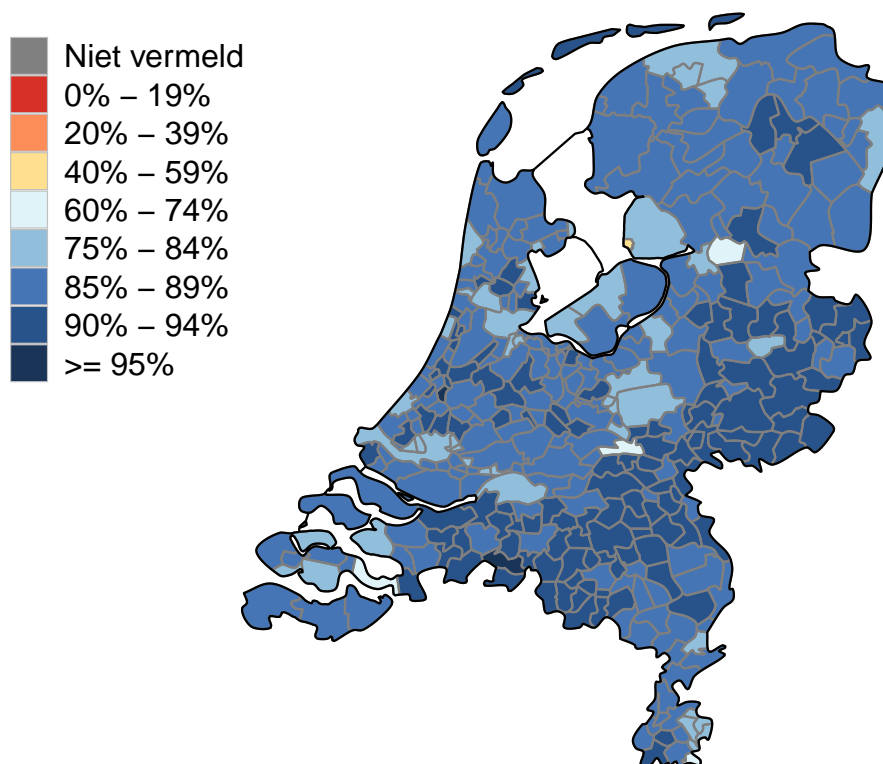 Niet vermeld
0% – 19%
20% – 39%
40% – 59%
60% – 74%
75% – 84%
85% – 89%
90% – 94%
>= 95%